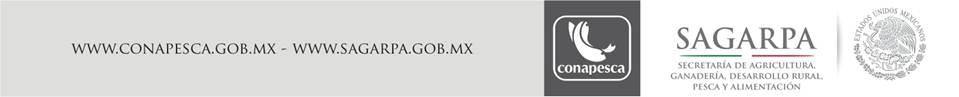 WWW.CONAPESCA.GOB.MX - WWW.SAGARPA.GOB.MX
conapesca
SAGARPA
SECRETARÍA DE AGRICULTURA,
GANADERÍA, DESARROLLO RURAL,
PESCA Y ALIMENTACIÓN
ESTADOS UNIDOS MEXICANOS